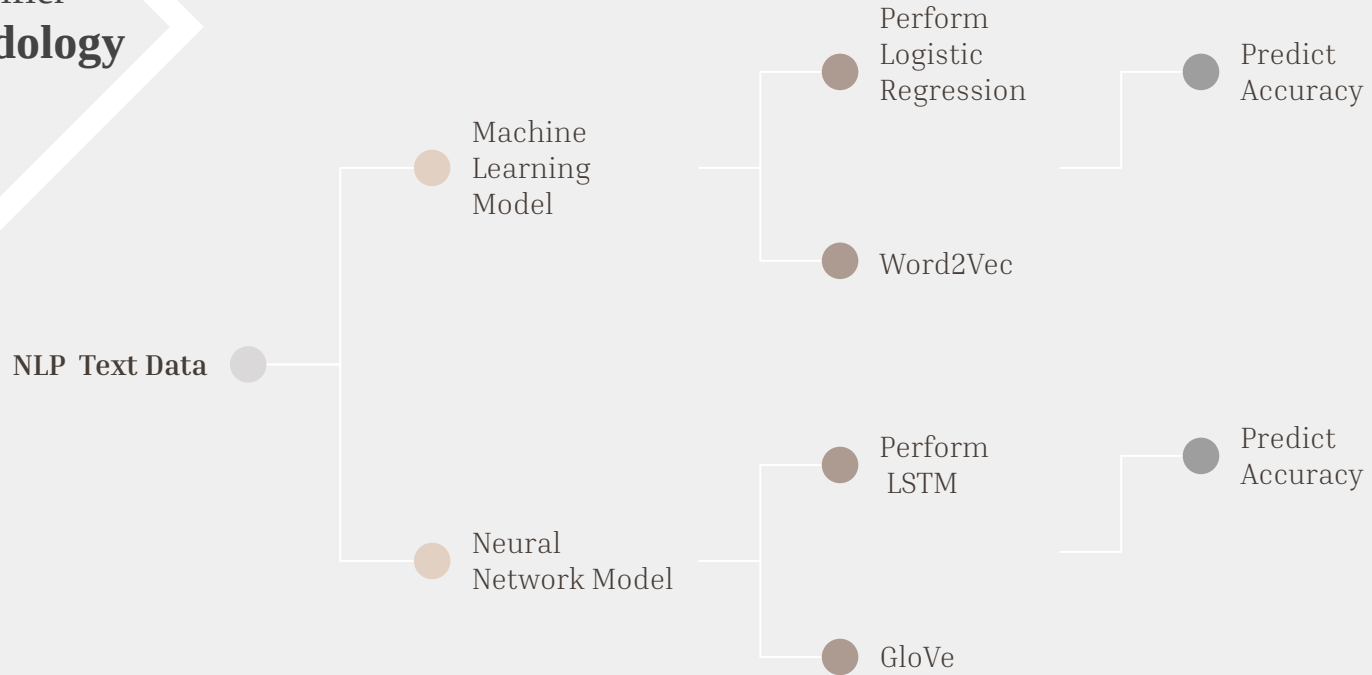 dology
Perform
Logistic
Regression
Predict
Accuracy
Machine
Learning
Model
Word2Vec
NLP Text Data
Perform
LSTM
Predict
Accuracy
Neural
Network Model
GloVe